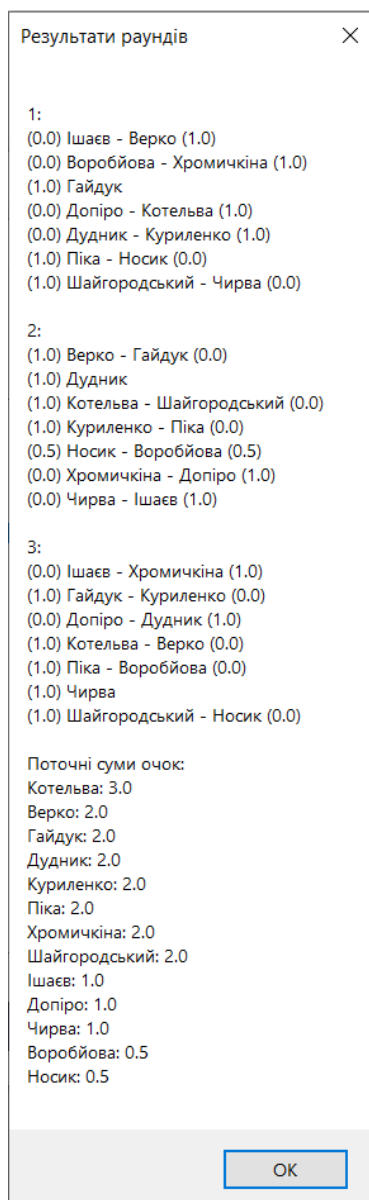 Результати раундів
1:
(0.0) Ішаєв - Верко (1.0)
(0.0) Воробйова - Хромичкіна (1.0)
(1.0) Гайдук
(0.0) Допіро - Котельва (1.0)
(0.0) Дудник - Куриленко (1.0)
(1.0) Піка - Носик (0.0)
(1.0) Шайгородський - Чирва (0.0)
2:
(1.0) Верко - Гайдук (0.0)
(1.0) Дудник
(1.0) Котельва - Шайгородський (0.0)
(1.0) Куриленко - Піка (0.0)
(0.5) Носик - Воробйова (0.5)
(0.0) Хромичкіна - Допіро (1.0)
(0.0) Чирва - Ішаєв (1.0)
3:
(0.0) Ішаєв - Хромичкіна (1.0)
(1.0) Гайдук - Куриленко (0.0)
(0.0) Допіро - Дудник (1.0)
(1.0) Котельва - Верко (0.0)
(1.0) Піка - Воробйова (0.0)
(1.0) Чирва
(1.0) Шайгородський - Носик (0.0)
Поточні суми очок:
Котельва: 3.0
Верко: 2.0
Гайдук: 2.0
Дудник: 2.0
Куриленко: 2.0
Піка: 2.0
Хромичкіна: 2.0
Шайгородський: 2.0
Ішаєв: 1.0
Допіро: 1.0
Чирва: 1.0
Воробйова: 0.5
Носик: 0.5
ОК